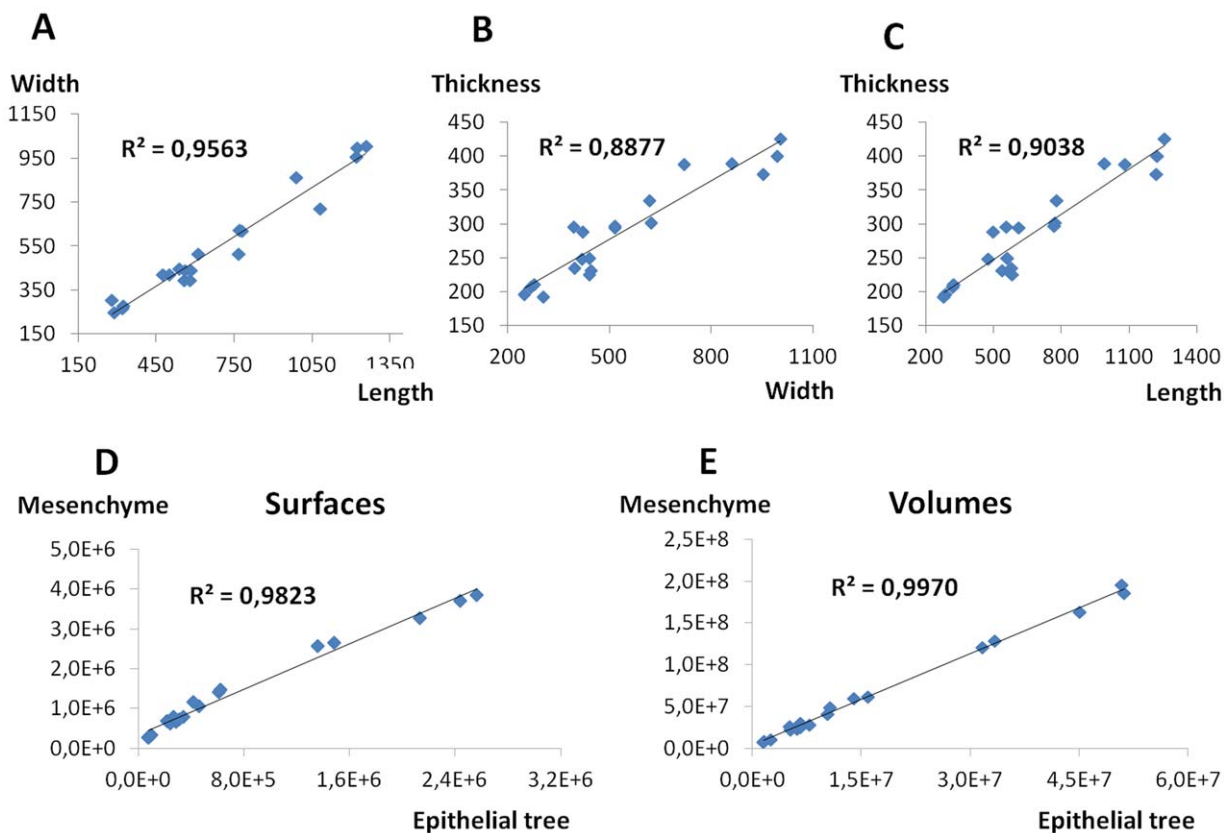 A
Width
1150
950
750
550
350
150
R² = 0,9563
150 450 750 1050 1350
Length
B
Thickness
450
400
350
300
250
200
150
R² = 0,8877
200 500 800 1100
Width
C
Thickness
450
400
350
300
250
200
150
R² = 0,9038
200 500 800 1100 1400
Length
D
Mesenchyme
Surfaces
5,0E+6
4,0E+6
3,0E+6
2,0E+6
1,0E+6
0,0E+0
R² = 0,9823
0,0E+0 8,0E+5 1,6E+6 2,4E+6 3,2E+6
Epithelial tree
E
Mesenchyme
Volumes
2,5E+8
2,0E+8
1,5E+8
1,0E+8
5,0E+7
0,0E+0
R² = 0,9970
0,0E+0 1,5E+7 3,0E+7 4,5E+7 6,0E+7
Epithelial tree